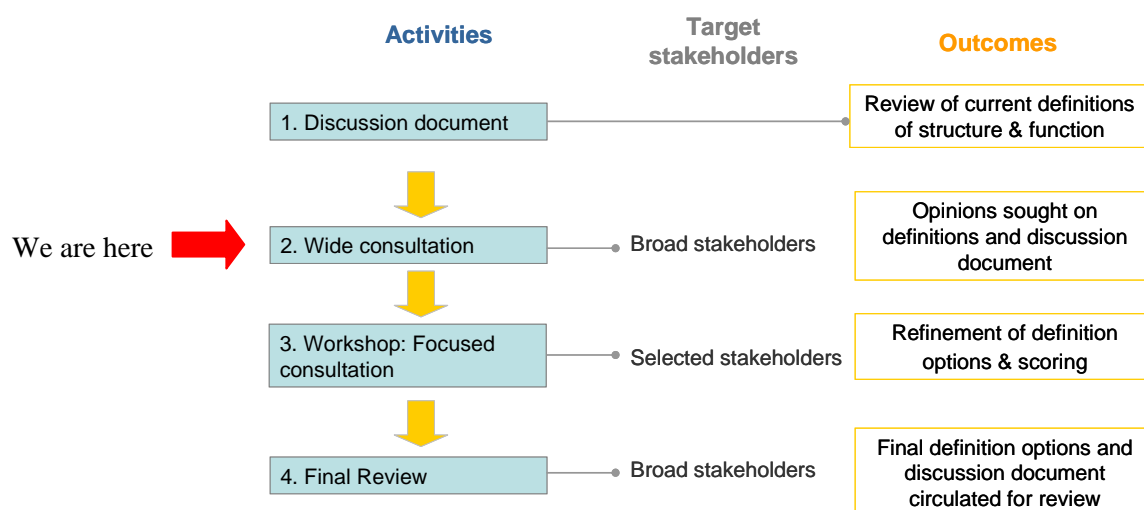 Activities
Target
stakeholders
Outcomes
1. Discussion document
Review of current definitions
of structure & function
We are here
2. Wide consultation
Broad stakeholders
Opinions sought on
definitions and discussion
document
3. Workshop: Focused
consultation
Selected stakeholders
Refinement of definition
options & scoring
4. Final Review
Broad stakeholders
Final definition options and
discussion document
circulated for review